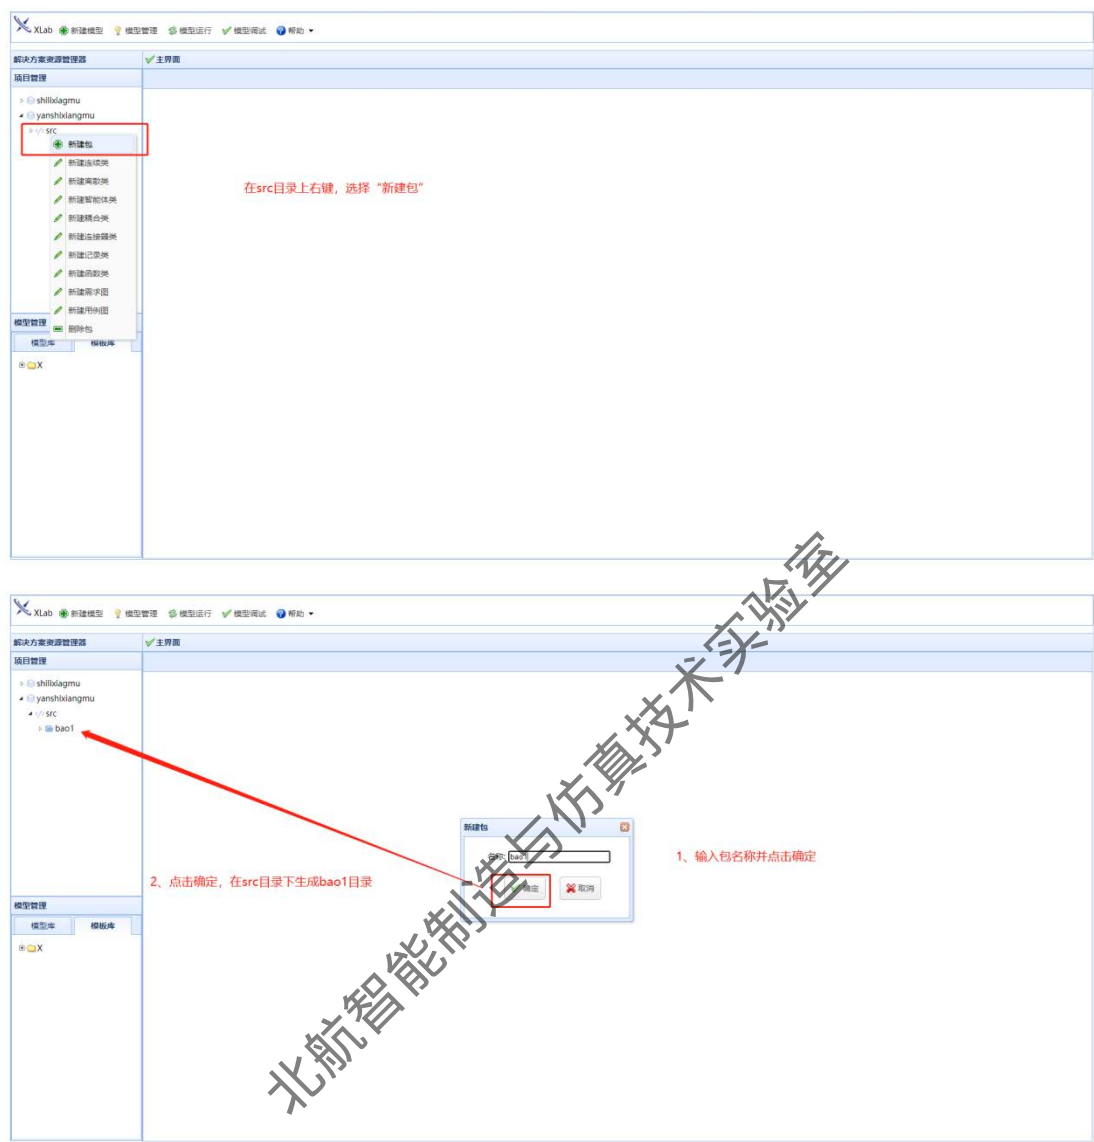 XLab 新建模型 模型管理 模型运行 模型调试 帮助
解决方案资源管理器 主界面
项目管理
shilixiagmu
yanshixiangmu
src
新建包
新建连续类
新建离散类
在src目录上右键，选择“新建包”
新建智能体类
新建耦合类
新建连接器类
新建记录类
新建函数类
新建需求图
新建用例图
模型管理
删除包
模型库 模板库
X
XLab 新建模型 模型管理 模型运行 模型调试 帮助
解决方案资源管理器 主界面
项目管理
shilixiagmu
yanshixiangmu
src
bao1
新建包
名称: bao1
1、输入包名称并点击确定
2、点击确定，在src目录下生成bao1目录
确定 取消
模型管理
模型库 模板库
X
北航智能制造与仿真技术实验室